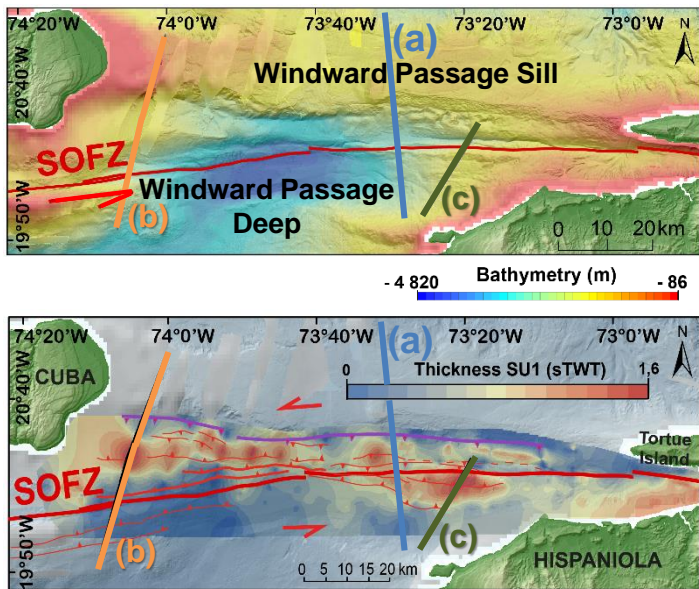 74°20'W 74°0'W 73°40'W 73°20'W 73°0'W
(a)
N
Windward Passage Sill
20°40'N
SOFZ
Windward Passage
Deep
(b)
(c)
19°50'N
0 10 20km
Bathymetry (m)
- 4 820 - 86
74°20'W 74°0'W 73°40'W 73°20'W 73°0'W
(a)
N
0 Thickness SU1 (sTWT) 1,6
CUBA
20°40'N
Tortue
island
SOFZ
(b)
(c)
19°50'N
0 5 10 15 20 km
HISPANIOLA